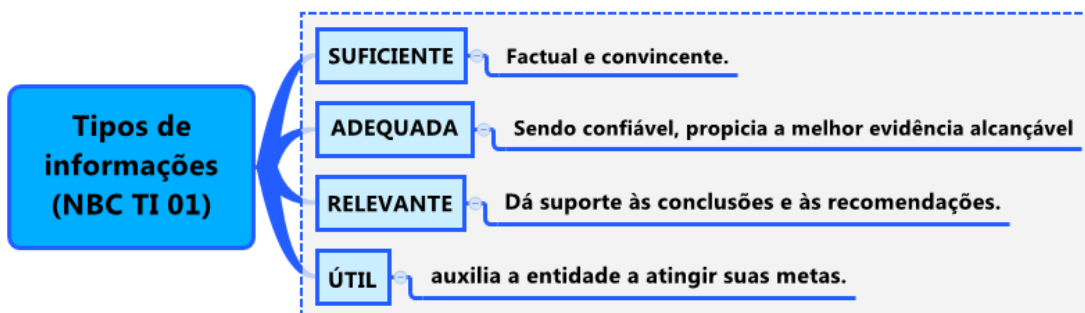 Tipos de
informações
(NBC TI 01)
SUFICIENTE
Factual e convincente.
ADEQUADA
Sendo confiável, propicia a melhor evidência alcançável
RELEVANTE
Dá suporte às conclusões e às recomendações.
ÚTIL
auxilia a entidade a atingir suas metas.